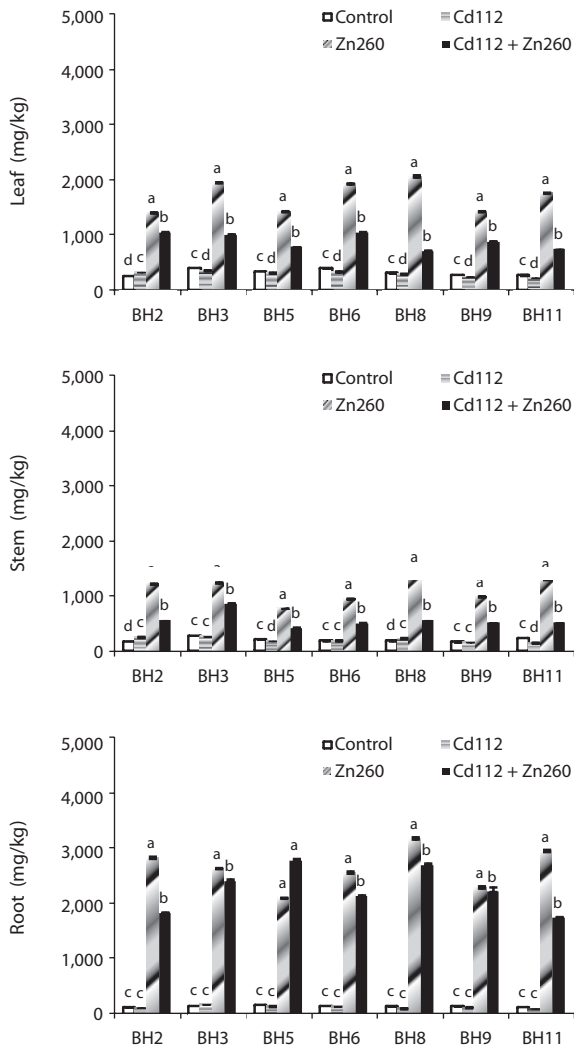 5,000
Control Cd112
Zn260 Cd112 + Zn260
4,000
3,000
2,000
1,000
0
Leaf (mg/kg)
d c a b c d a b c d a b c d a b c d a b c d a b c d a b
BH2 BH3 BH5 BH6 BH8 BH9 BH11
5,000
Control Cd112
Zn260 Cd112 + Zn260
4,000
3,000
2,000
1,000
0
Stem (mg/kg)
d c b c c b c d a b c c a b d c a b c c a b c d b
BH2 BH3 BH5 BH6 BH8 BH9 BH11
5,000
Control Cd112
Zn260 Cd112 + Zn260
4,000
3,000
2,000
1,000
0
Root (mg/kg)
c c a b c c a b c c a a c c a b c c a b c c a b c c a b
BH2 BH3 BH5 BH6 BH8 BH9 BH11